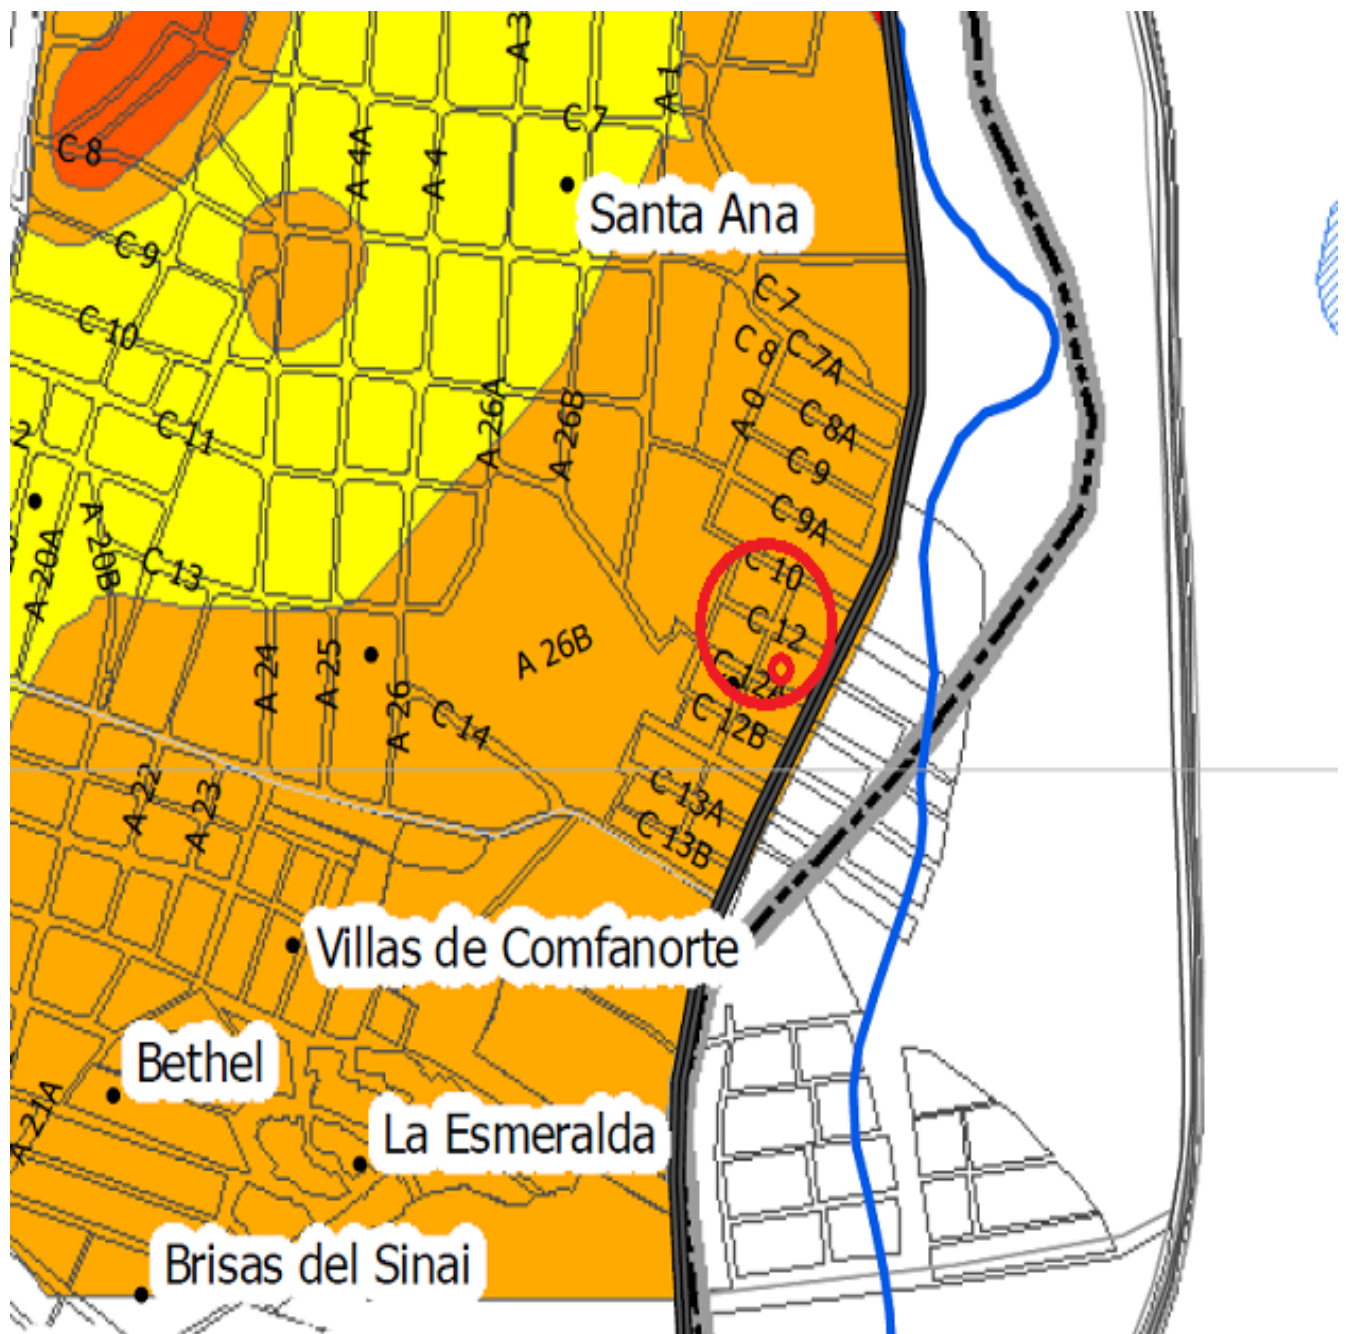 A 3
A 1
C 7
C 8
A 4A
A 4
Santa Ana
C 9
C 7
C 10
C 8
C 7A
A 0
C 8A
A 26A
A 26B
C 11
2
C 9
C 9A
A 20A
A 20B
C 13
C 10
C 12
A 26B
C 12A
A 24
A 25
A 26
C 14
C 12B
A 22
A 23
C 13A
C 13B
Villas de Comfanorte
Bethel
A 21A
La Esmeralda
Brisas del Sinai